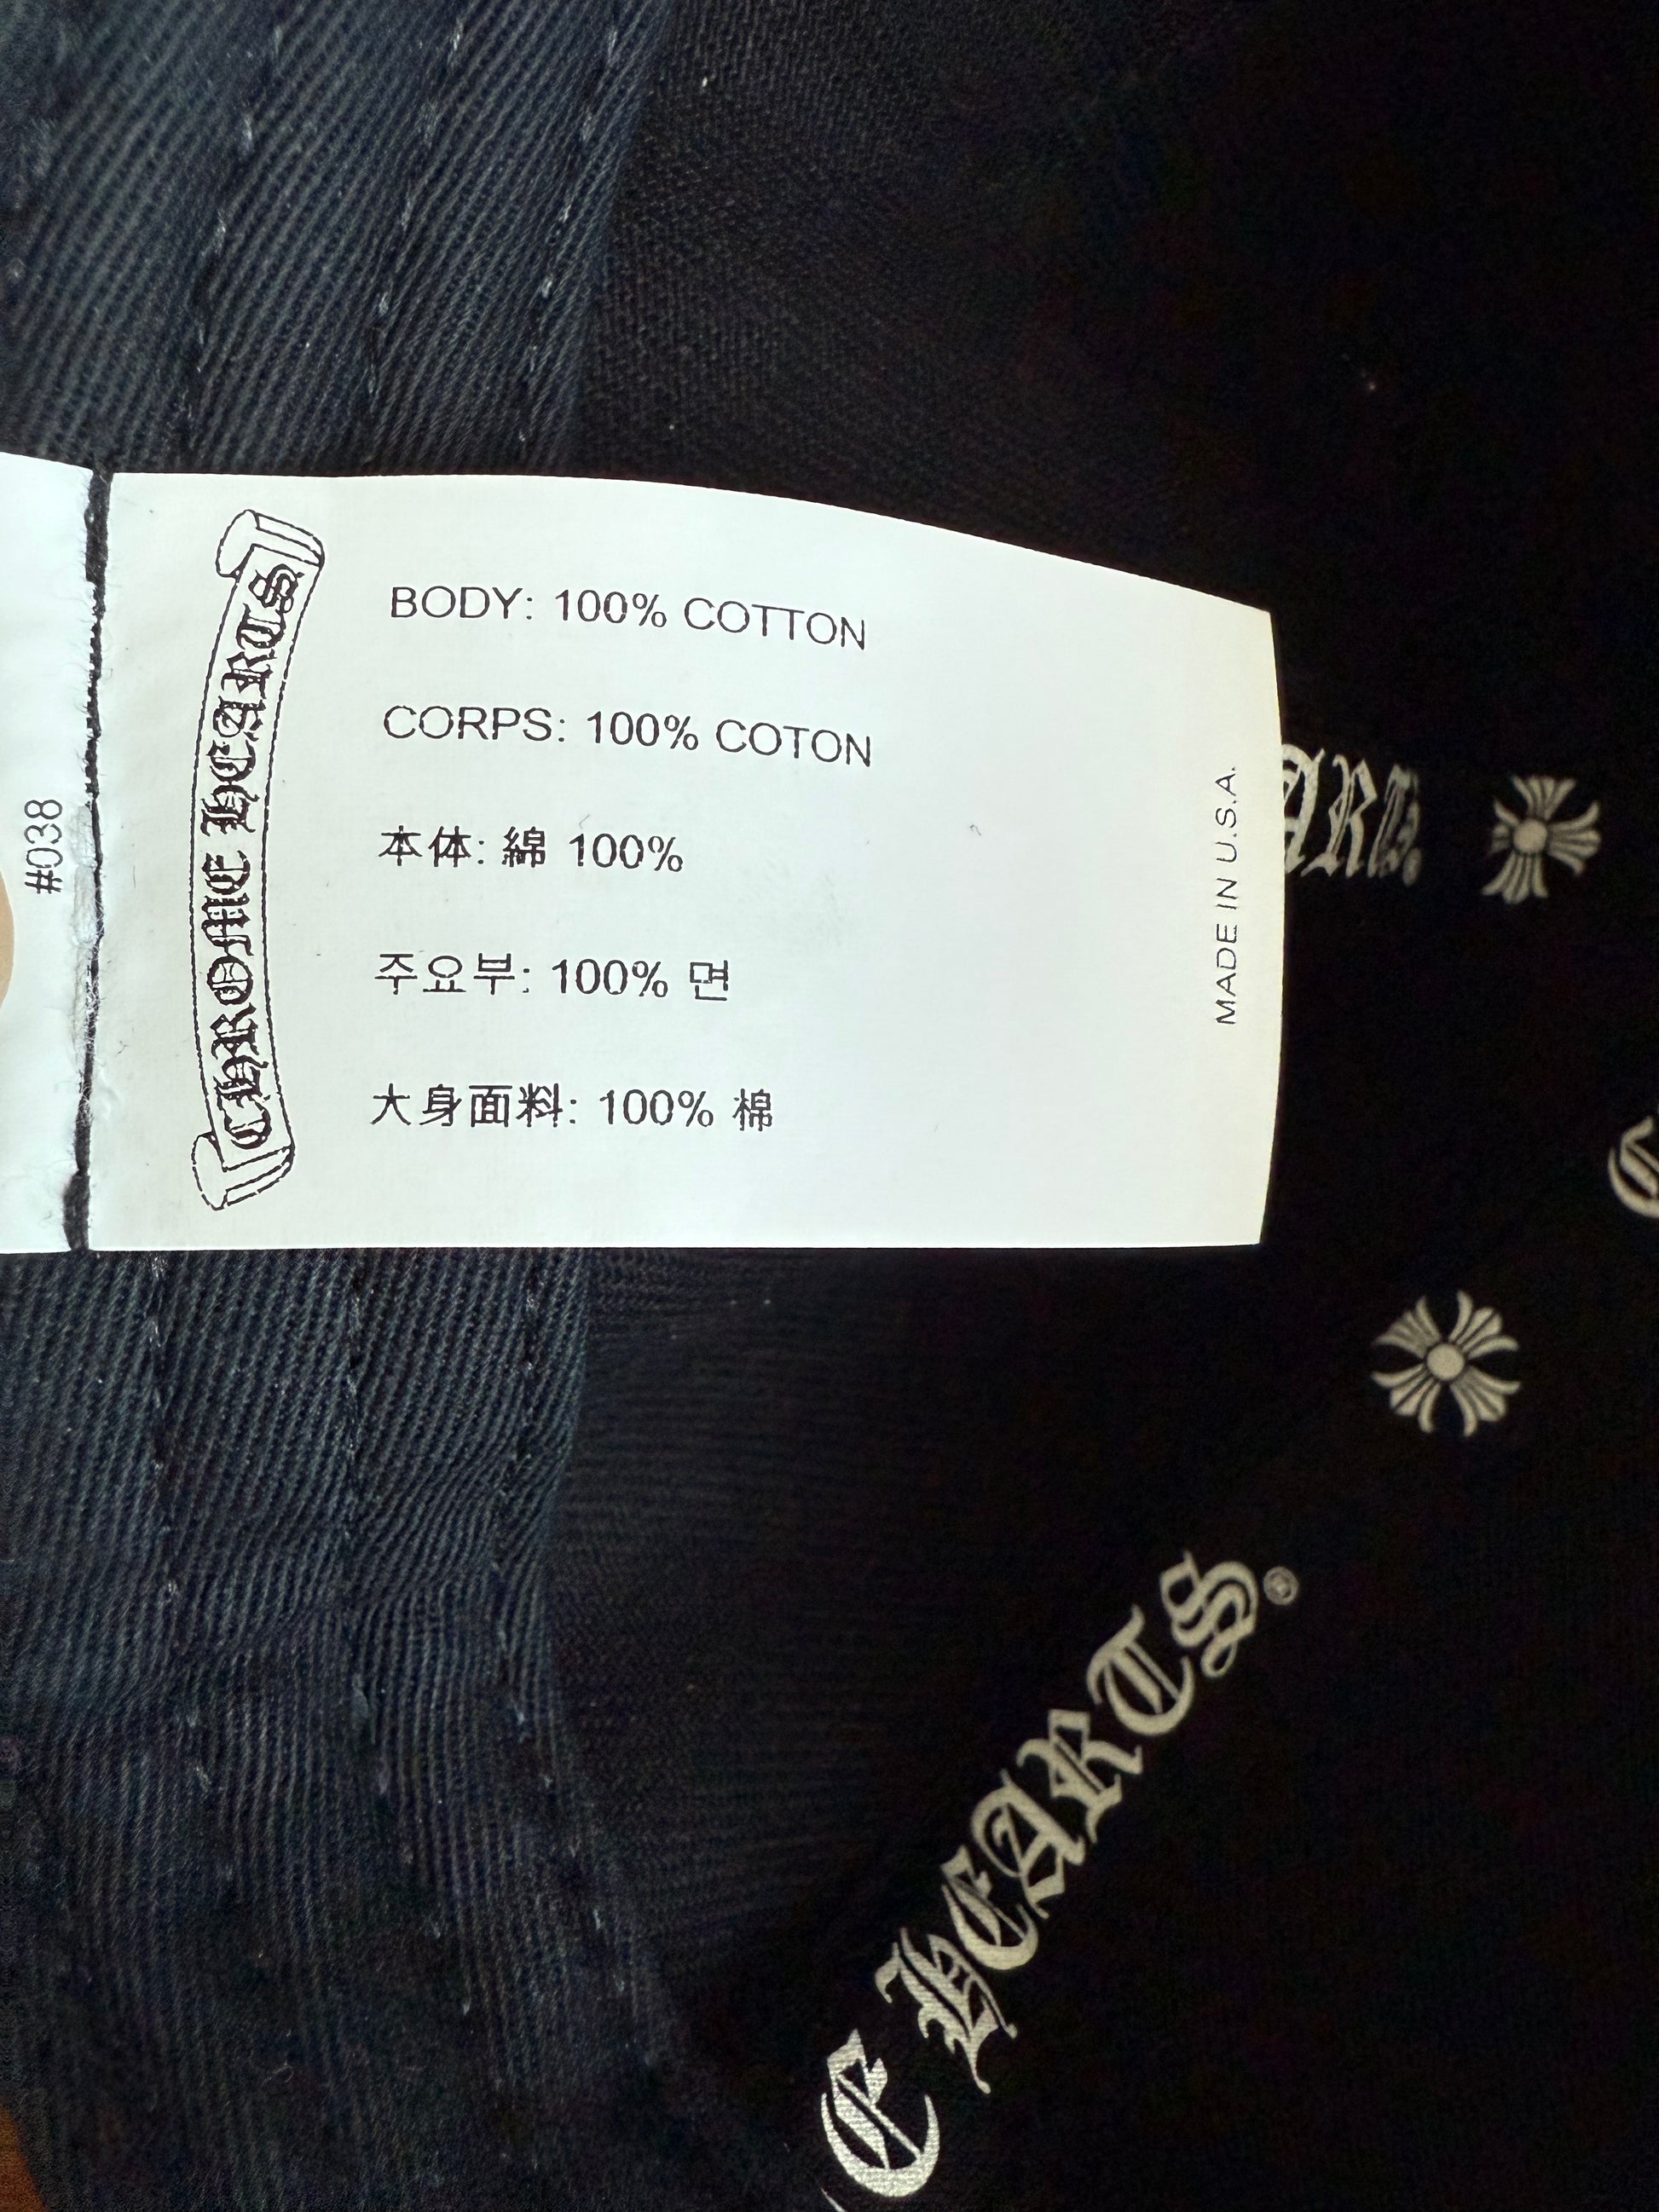 #038
CHROME HEARTS
BODY: 100% COTTON
CORPS: 100% COTON
本体: 綿 100%
주요부: 100% 면
大身面料: 100% 棉
MADE IN U.S.A.
HEARTS®